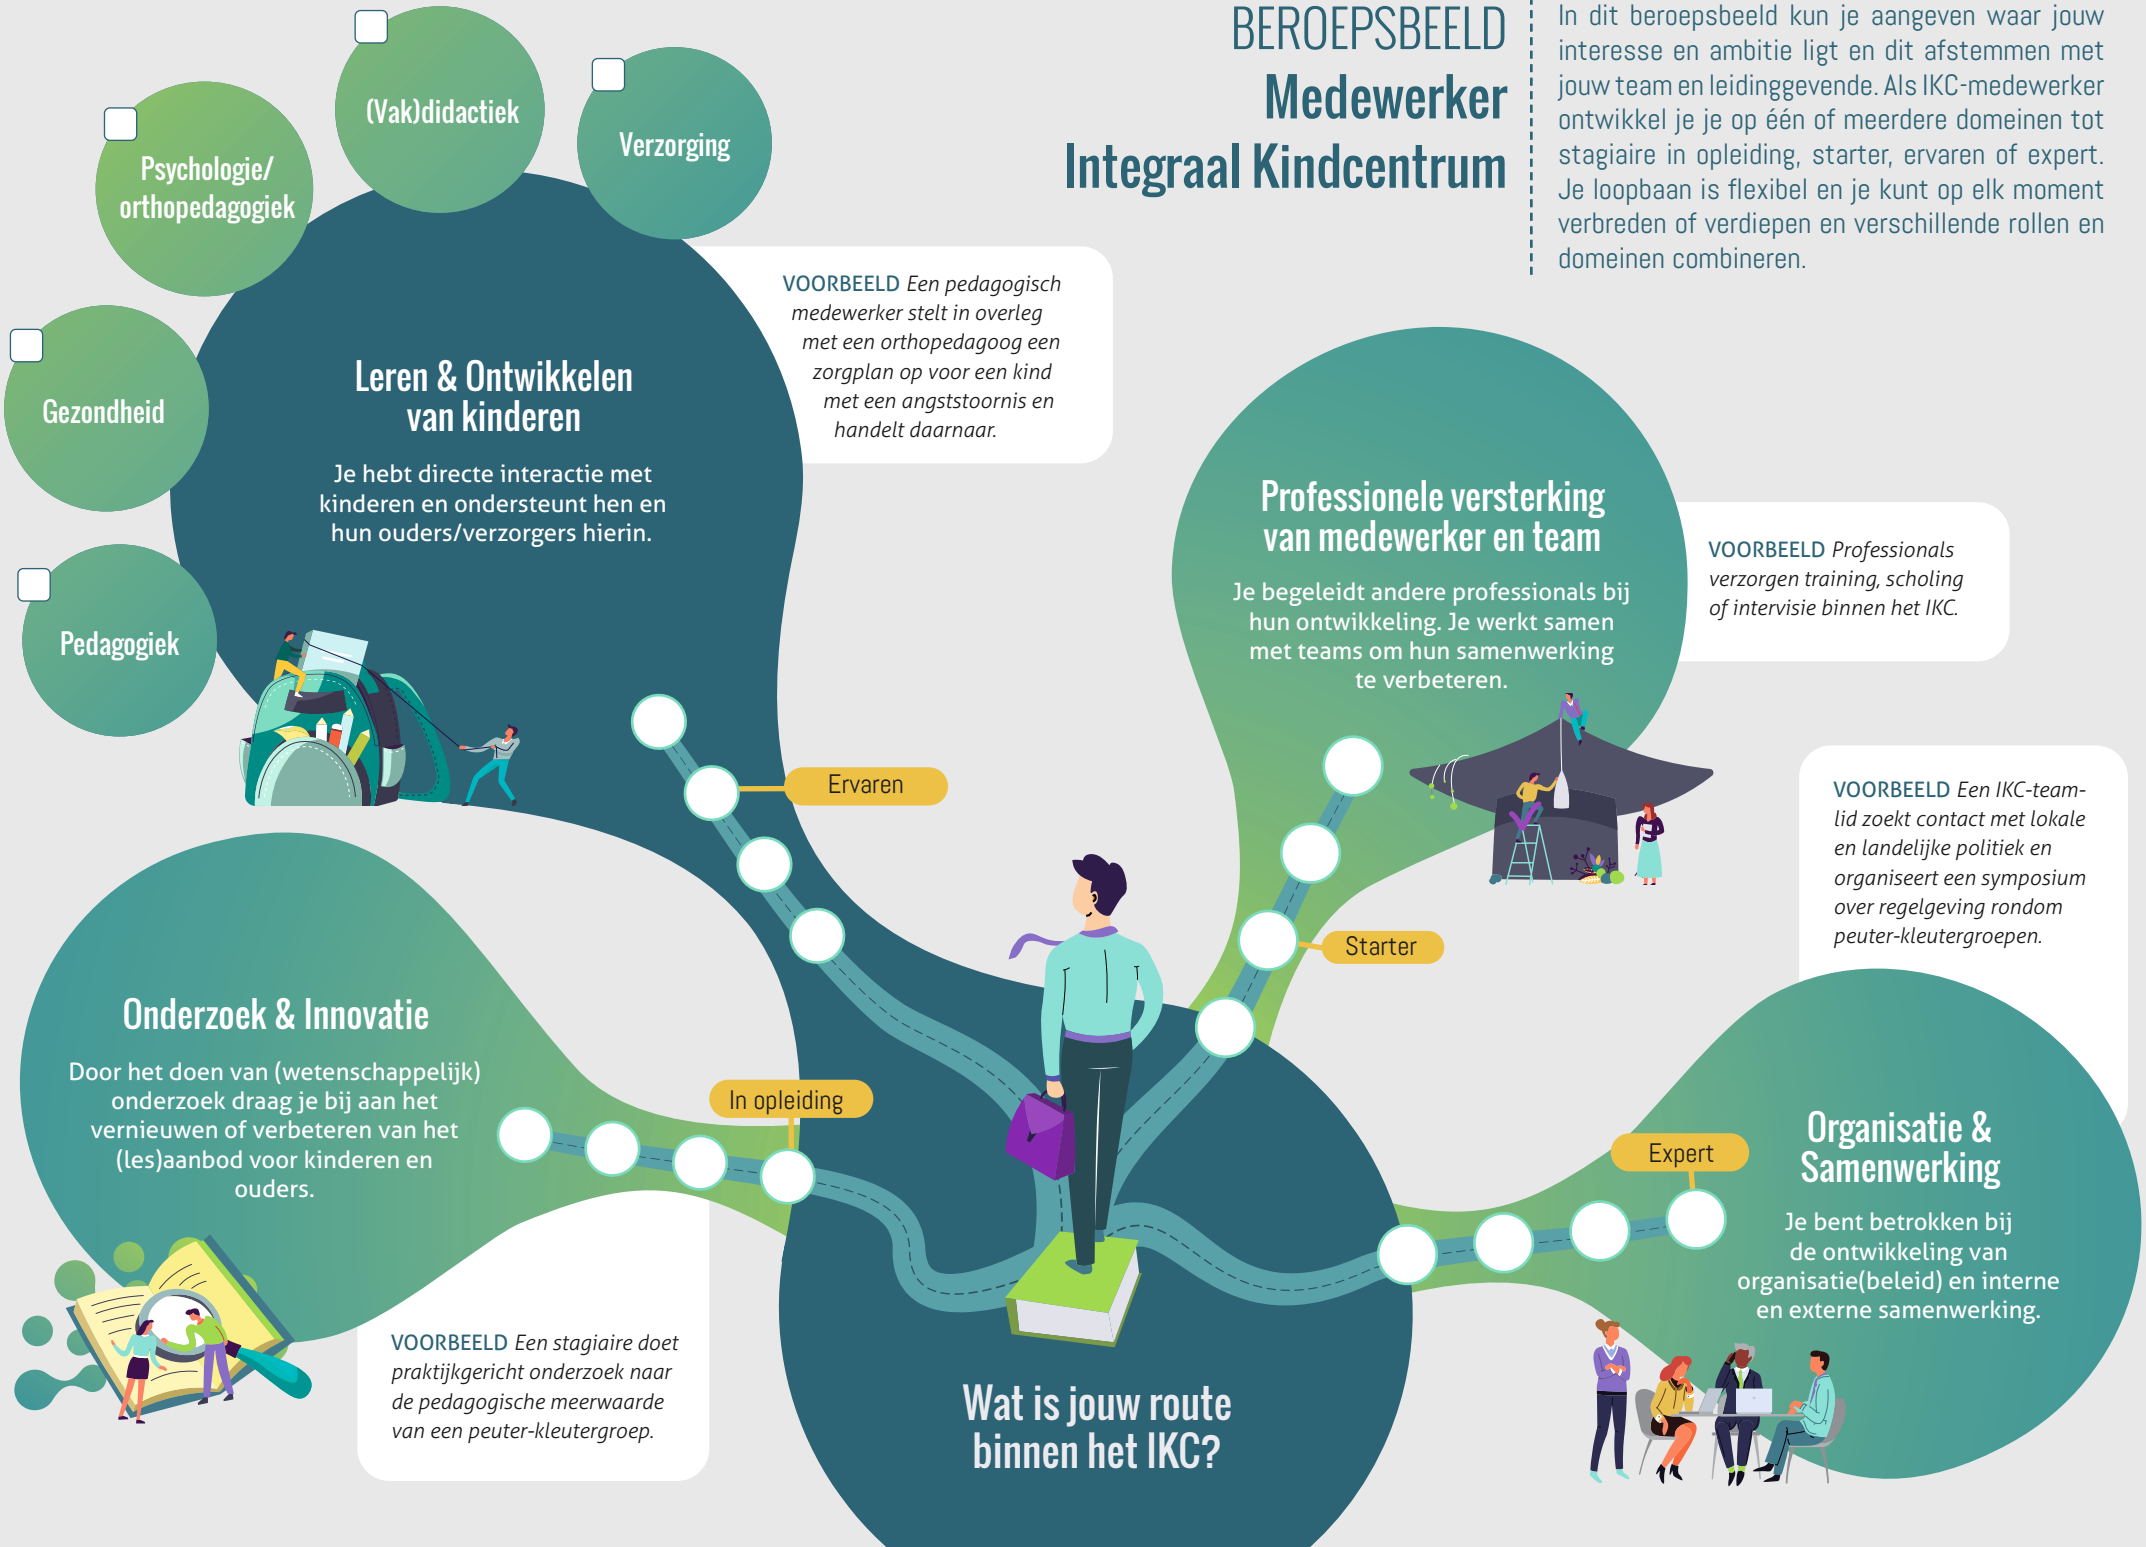 BEROEPSBEELD
Medewerker
Integraal Kindcentrum
In dit beroepsbeeld kun je aangeven waar jouw
interesse en ambitie ligt en dit afstemmen met
jouw team en leidinggevende. Als IKC-medewerker
ontwikkel je je op één of meerdere domeinen tot
stagiaire in opleiding, starter, ervaren of expert.
Je loopbaan is flexibel en je kunt op elk moment
verbreden of verdiepen en verschillende rollen en
domeinen combineren.
(Vak)didactiek
Verzorging
Psychologie/
orthopedagogiek
Gezondheid
Pedagogiek
Leren & Ontwikkelen
van kinderen
Je hebt directe interactie met
kinderen en ondersteunt hen en
hun ouders/verzorgers hierin.
VOORBEELD Een pedagogisch
medewerker stelt in overleg
met een orthopedagoog een
zorgplan op voor een kind
met een angststoornis en
handelt daarnaar.
Professionele versterking
van medewerker en team
Je begeleidt andere professionals bij
hun ontwikkeling. Je werkt samen
met teams om hun samenwerking
te verbeteren.
VOORBEELD Professionals
verzorgen training, scholing
of intervisie binnen het IKC.
Ervaren
Starter
VOORBEELD Een IKC-team-
lid zoekt contact met lokale
en landelijke politiek en
organiseert een symposium
over regelgeving rondom
peuter-kleutergroepen.
Onderzoek & Innovatie
Door het doen van (wetenschappelijk)
onderzoek draag je bij aan het
vernieuwen of verbeteren van het
(les)aanbod voor kinderen en
ouders.
In opleiding
VOORBEELD Een stagiaire doet
praktijkgericht onderzoek naar
de pedagogische meerwaarde
van een peuter-kleutergroep.
Expert
Organisatie &
Samenwerking
Je bent betrokken bij
de ontwikkeling van
organisatie(beleid) en interne
en externe samenwerking.
Wat is jouw route
binnen het IKC?